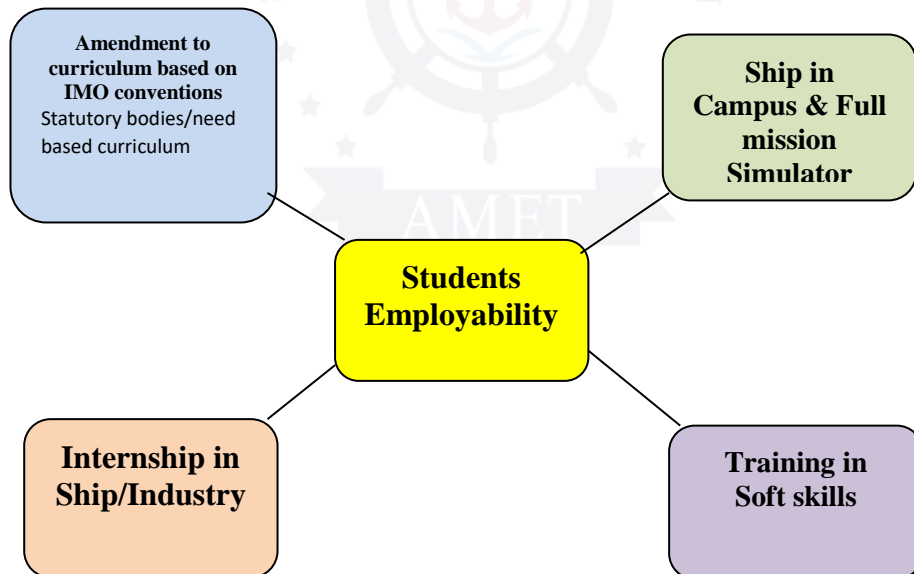 Amendment to
curriculum based on
IMO conventions
Statutory bodies/need
based curriculum
Ship in
Campus & Full
mission
Simulator
AMET
Students
Employability
Internship in
Ship/Industry
Training in
Soft skills